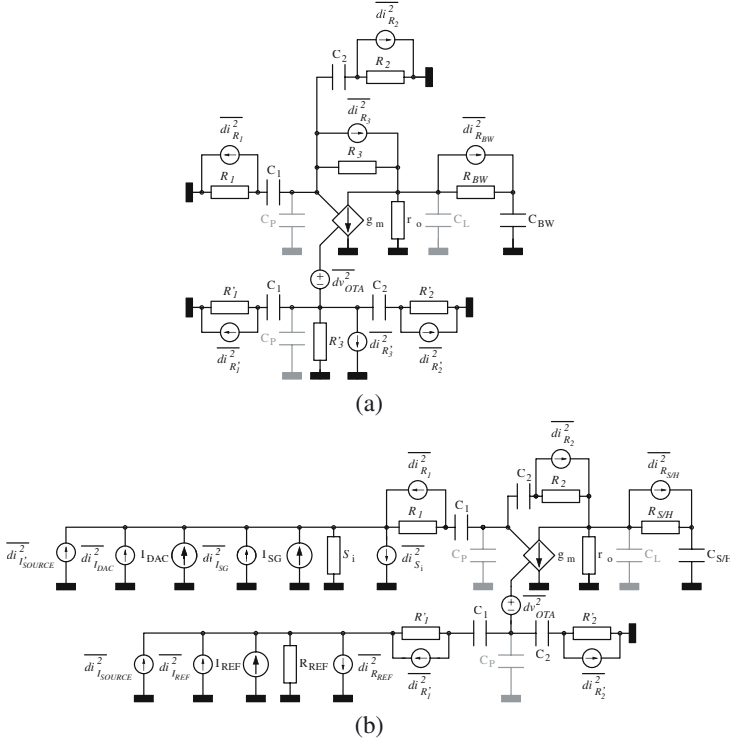 di²R2
C2
R2
di²R1
di²R3
di²RBW
R3
R1
C1
RBW
CP
gm
ro
CL
CBW
dv²OTA
R'1
C1
C2
R'2
CP
R'3
di²R'1
di²R'3
di²R'2
(a)
di²R2
di²R1
C2
di²RS/H
R2
R1
C1
RS/H
di²I'SOURCE
di²IDAC
IDAC
di²ISG
ISG
Si
di²Si
CP
gm
ro
CL
CS/H
dv²OTA
C1
R'1
R'2
di²ISOURCE
di²IREF
IREF
RREF
di²RREF
CP
C2
di²R'1
di²R'2
(b)